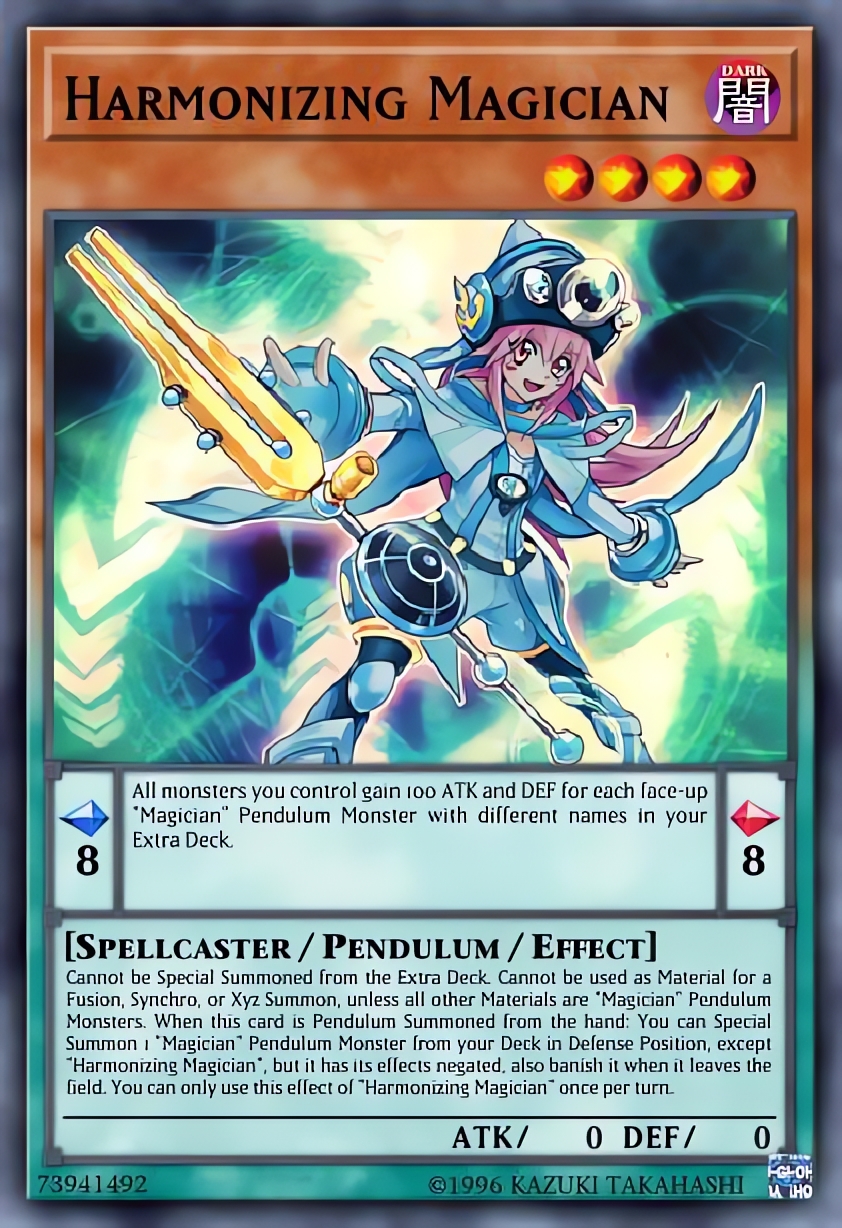 HARMONIZING MAGICIAN
DARK
闇
All monsters you control gain 100 ATK and DEF for each face-up
"Magician" Pendulum Monster with different names in your
Extra Deck.
8
8
[SPELLCASTER / PENDULUM / EFFECT]
Cannot be Special Summoned from the Extra Deck. Cannot be used as Material for a
Fusion, Synchro, or Xyz Summon, unless all other Materials are "Magician" Pendulum
Monsters. When this card is Pendulum Summoned from the hand: You can Special
Summon 1 "Magician" Pendulum Monster from your Deck in Defense Position, except
"Harmonizing Magician", but it has its effects negated, also banish it when it leaves the
field. You can only use this effect of "Harmonizing Magician" once per turn.
ATK/ 0 DEF/ 0
73941492
©1996 KAZUKI TAKAHASHI